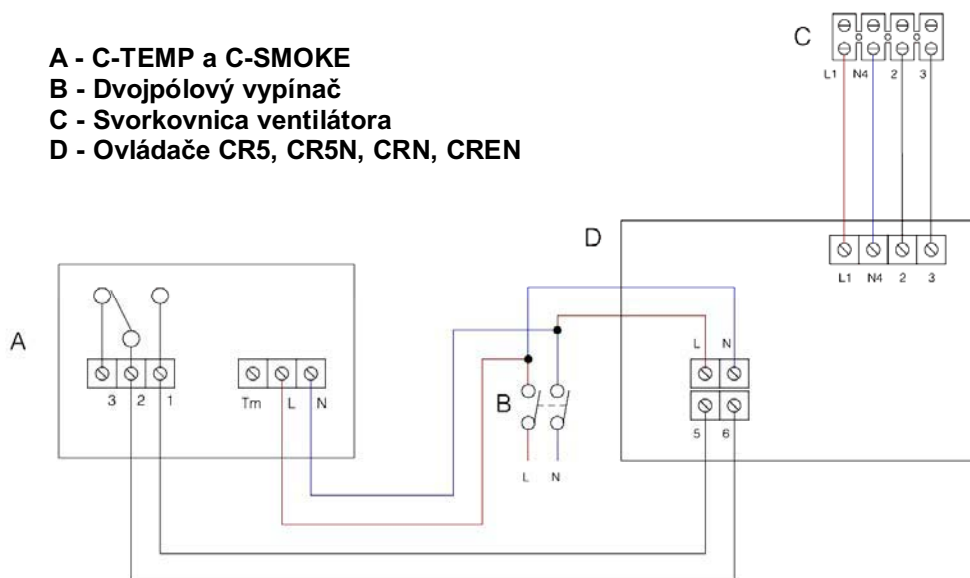 A - C-TEMP a C-SMOKE
B - Dvojpólový vypínač
C - Svorkovnica ventilátora
D - Ovládače CR5, CR5N, CRN, CREN
C
L1 N4 2 3
D
L1 N4 2 3
A
3 2 1
Tm L N
B
L N
L N
5 6